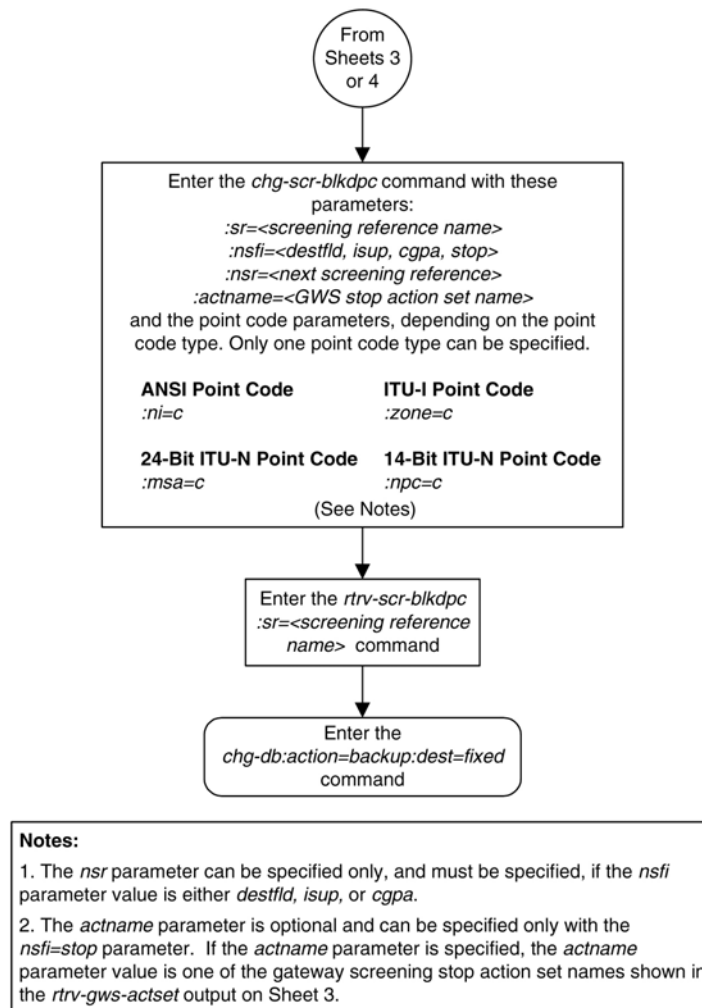 From
Sheets 3
or 4
Enter the chg-scr-blkdpc command with these
parameters:
:sr=<screening reference name>
:nsfi=<destfld, isup, cgpa, stop>
:nsr=<next screening reference>
:actname=<GWS stop action set name>
and the point code parameters, depending on the point
code type. Only one point code type can be specified.
ANSI Point Code
:ni=c
ITU-I Point Code
:zone=c
24-Bit ITU-N Point Code
:msa=c
14-Bit ITU-N Point Code
:npc=c
(See Notes)
Enter the rtrv-scr-blkdpc
:sr=<screening reference
name> command
Enter the
chg-db:action=backup:dest=fixed
command
Notes:
1. The nsr parameter can be specified only, and must be specified, if the nsfi
parameter value is either destfld, isup, or cgpa.
2. The actname parameter is optional and can be specified only with the
nsfi=stop parameter. If the actname parameter is specified, the actname
parameter value is one of the gateway screening stop action set names shown in
the rtrv-gws-actset output on Sheet 3.